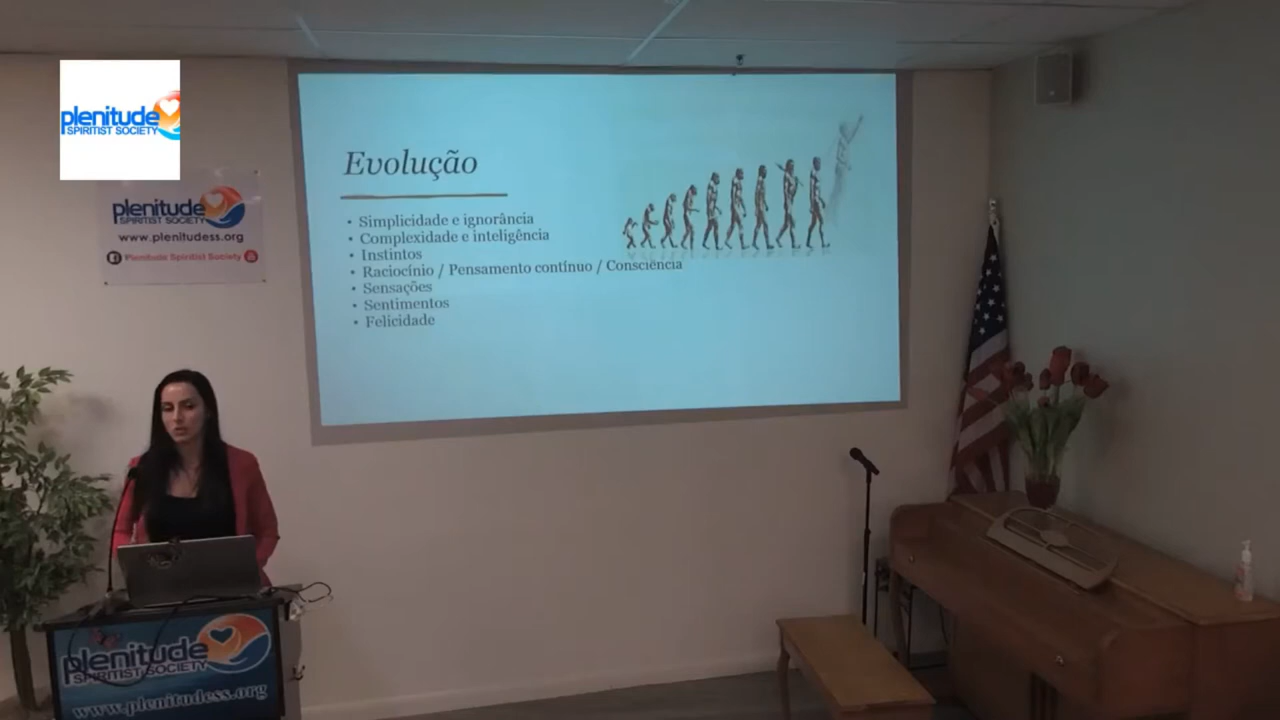 plenitude
SPIRITIST SOCIETY
plenitude
SPIRITIST SOCIETY
www.plenitudess.org
Plenitude Spiritist Society
Evolução
• Simplicidade e ignorância
• Complexidade e inteligência
• Instintos
• Raciocínio / Pensamento contínuo / Consciência
• Sensações
• Sentimentos
• Felicidade
plenitude
SPIRITIST SOCIETY
www.plenitudess.org